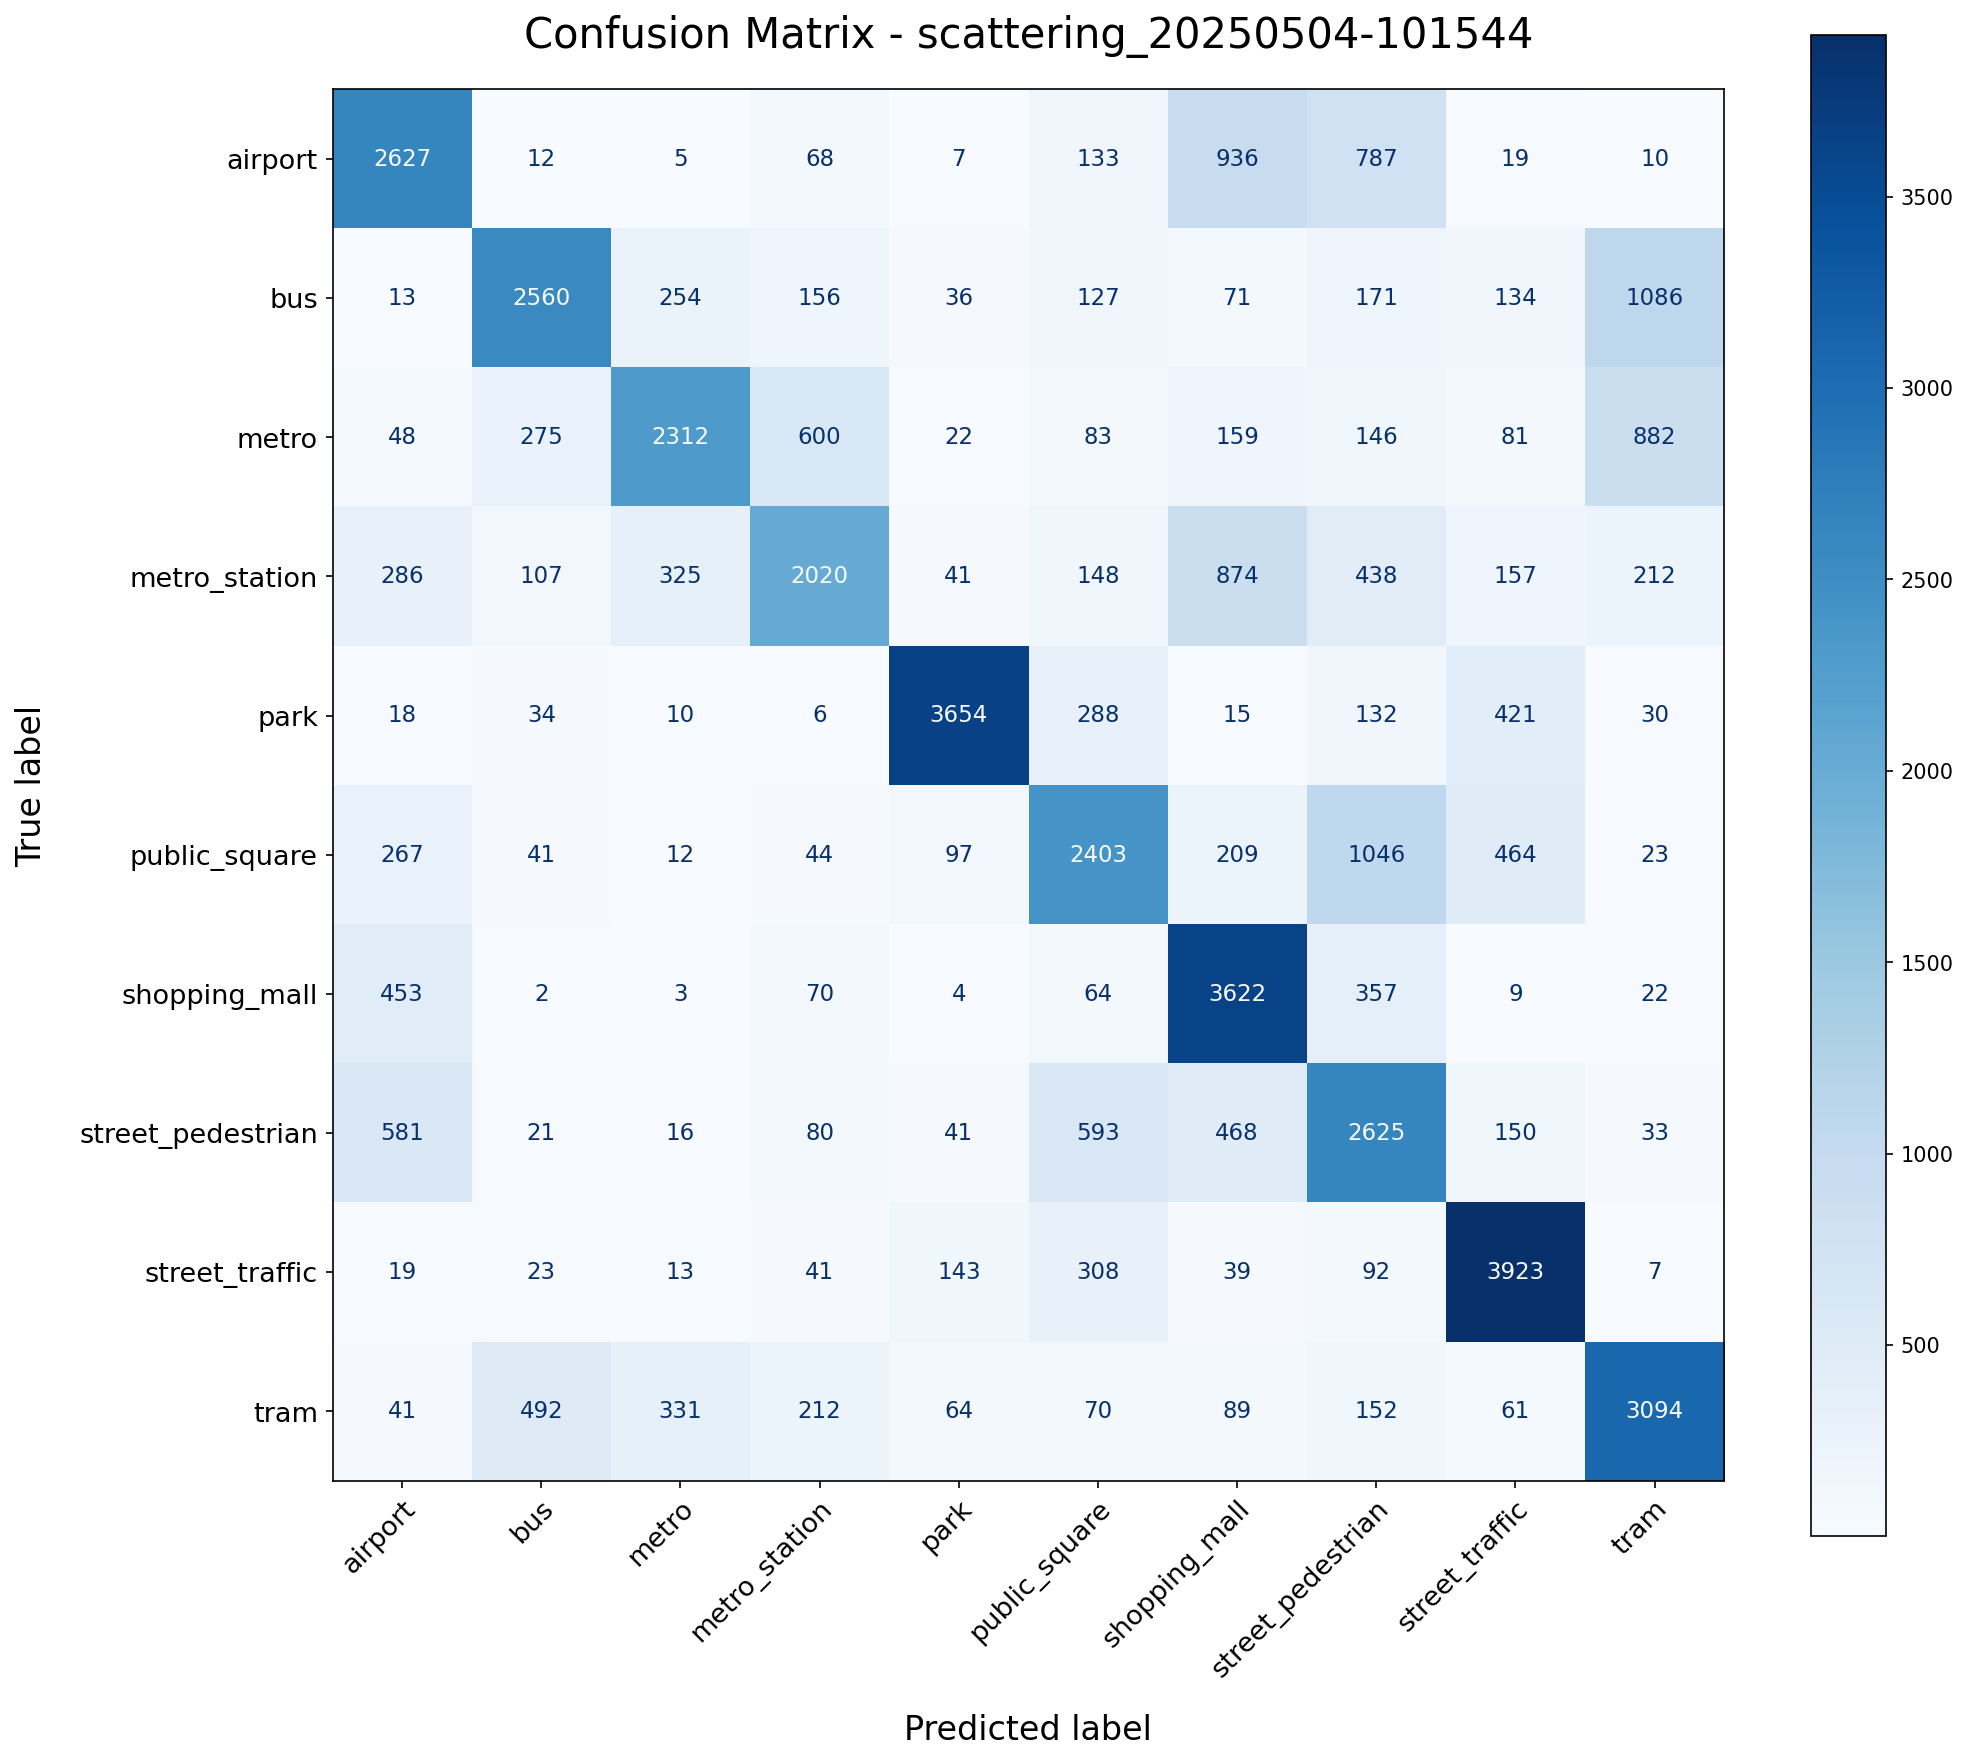 Confusion Matrix - scattering_20250504-101544
True label
airport 2627 12 5 68 7 133 936 787 19 10
bus 13 2560 254 156 36 127 71 171 134 1086
metro 48 275 2312 600 22 83 159 146 81 882
metro_station 286 107 325 2020 41 148 874 438 157 212
park 18 34 10 6 3654 288 15 132 421 30
public_square 267 41 12 44 97 2403 209 1046 464 23
shopping_mall 453 2 3 70 4 64 3622 357 9 22
street_pedestrian 581 21 16 80 41 593 468 2625 150 33
street_traffic 19 23 13 41 143 308 39 92 3923 7
tram 41 492 331 212 64 70 89 152 61 3094
airport bus metro metro_station park public_square shopping_mall street_pedestrian street_traffic tram
Predicted label
3500
3000
2500
2000
1500
1000
500